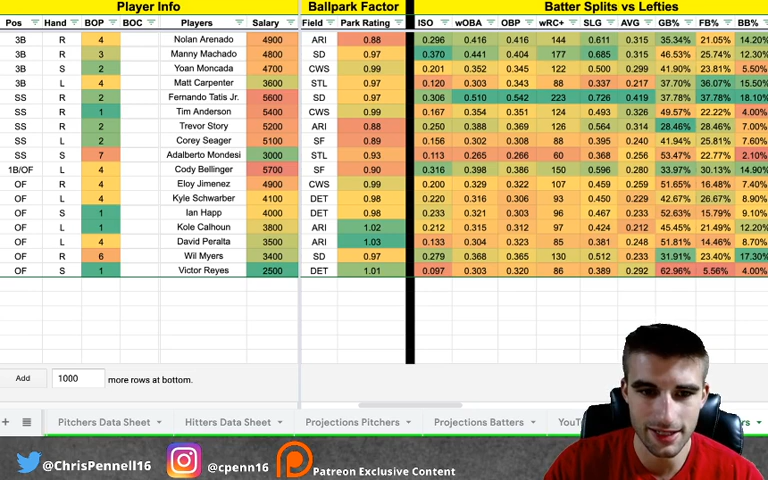 Player Info Ballpark Factor Batter Splits vs Lefties
Pos Hand BOP BOC Players Salary Field Park Rating ISO wOBA OBP wRC+ SLG AVG GB% FB% BB%
3B R 4 Nolan Arenado 4900 ARI 0.88 0.296 0.416 0.416 144 0.611 0.315 35.34% 21.05% 14.20%
3B R 3 Manny Machado 4800 SD 0.97 0.370 0.441 0.404 177 0.685 0.315 46.53% 25.74% 12.30%
3B S 2 Yoan Moncada 4700 CWS 0.99 0.201 0.352 0.345 122 0.500 0.299 41.90% 23.81% 5.50%
3B L 4 Matt Carpenter 3600 STL 0.97 0.120 0.303 0.343 88 0.337 0.217 37.70% 36.07% 15.50%
SS R 2 Fernando Tatis Jr. 5600 SD 0.97 0.306 0.510 0.542 223 0.726 0.419 37.78% 37.78% 18.10%
SS R 1 Tim Anderson 5400 CWS 0.99 0.167 0.354 0.351 124 0.493 0.326 49.57% 22.22% 4.00%
SS R 2 Trevor Story 5200 ARI 0.88 0.250 0.388 0.369 126 0.564 0.314 28.46% 28.46% 7.00%
SS L 2 Corey Seager 5100 SF 0.89 0.156 0.302 0.308 88 0.395 0.240 41.94% 25.81% 7.60%
SS S 7 Adalberto Mondesi 3000 STL 0.93 0.113 0.265 0.266 60 0.368 0.256 53.47% 22.77% 2.10%
1B/OF L 4 Cody Bellinger 5700 SF 0.90 0.316 0.398 0.386 150 0.596 0.280 33.97% 30.13% 14.90%
OF R 4 Eloy Jimenez 4900 CWS 0.99 0.200 0.329 0.322 107 0.459 0.259 51.65% 16.48% 7.40%
OF L 4 Kyle Schwarber 4100 DET 0.98 0.220 0.316 0.306 93 0.450 0.229 42.67% 26.67% 8.90%
OF S 1 Ian Happ 4000 DET 0.98 0.233 0.321 0.303 96 0.467 0.233 52.63% 15.79% 9.10%
OF L 1 Kole Calhoun 3800 ARI 1.02 0.212 0.315 0.312 97 0.424 0.212 45.45% 21.49% 12.20%
OF L 4 David Peralta 3500 ARI 1.03 0.133 0.304 0.323 85 0.381 0.248 51.81% 14.46% 8.70%
OF R 6 Wil Myers 3400 SD 0.97 0.279 0.368 0.365 130 0.512 0.233 31.91% 23.40% 17.30%
OF S 1 Victor Reyes 2500 DET 1.01 0.097 0.303 0.320 86 0.389 0.292 62.96% 5.56% 4.00%
Add 1000 more rows at bottom.
+ Pitchers Data Sheet Hitters Data Sheet Projections Pitchers Projections Batters
@ChrisPennell16 @cpenn16 Patreon Exclusive Content